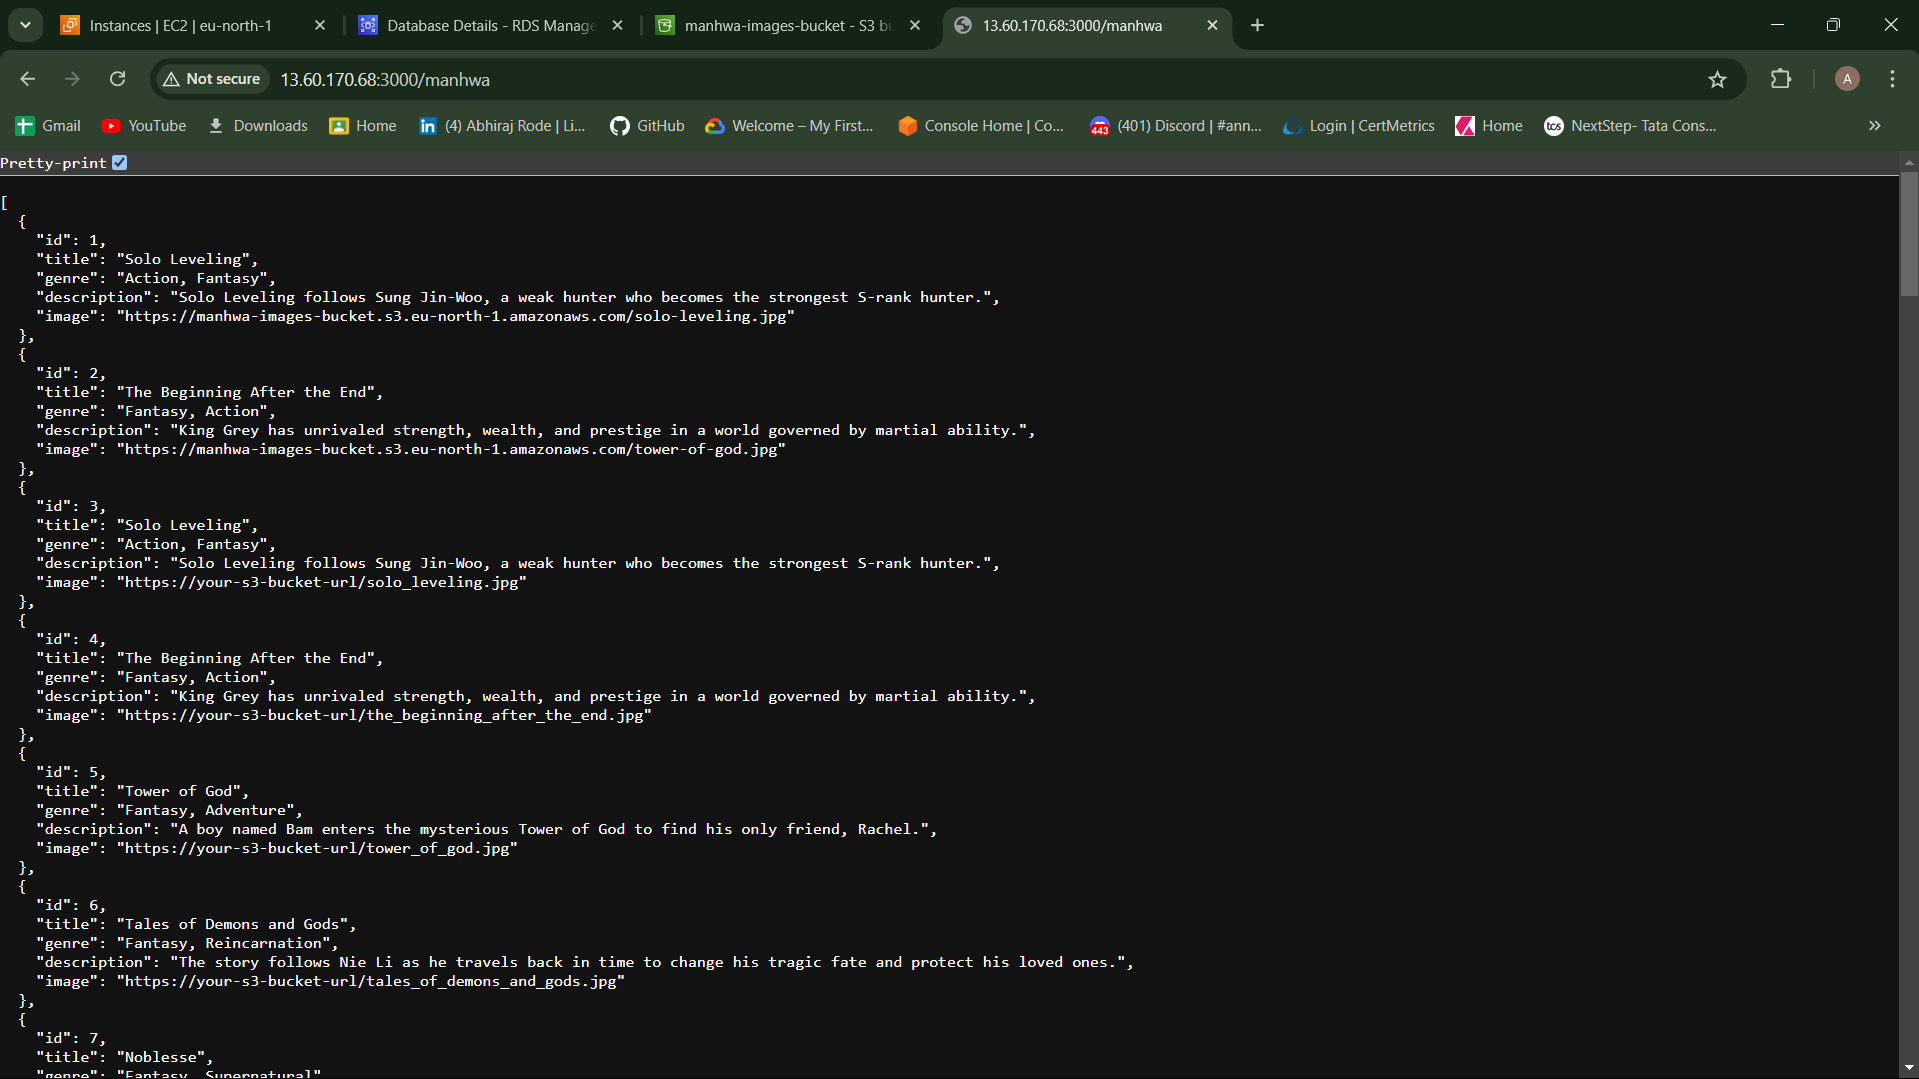 Instances | EC2 | eu-north-1
Database Details - RDS Manage
manhwa-images-bucket - S3 bu
13.60.170.68:3000/manhwa
Not secure
13.60.170.68:3000/manhwa
A
Gmail
YouTube
Downloads
Home
(4) Abhiraj Rode | Li...
GitHub
Welcome – My First...
Console Home | Co...
443
(401) Discord | #ann...
Login | CertMetrics
Home
tcs
NextStep- Tata Cons...
Pretty-print
[
{
"id": 1,
"title": "Solo Leveling",
"genre": "Action, Fantasy",
"description": "Solo Leveling follows Sung Jin-Woo, a weak hunter who becomes the strongest S-rank hunter.",
"image": "https://manhwa-images-bucket.s3.eu-north-1.amazonaws.com/solo-leveling.jpg"
},
{
"id": 2,
"title": "The Beginning After the End",
"genre": "Fantasy, Action",
"description": "King Grey has unrivaled strength, wealth, and prestige in a world governed by martial ability.",
"image": "https://manhwa-images-bucket.s3.eu-north-1.amazonaws.com/tower-of-god.jpg"
},
{
"id": 3,
"title": "Solo Leveling",
"genre": "Action, Fantasy",
"description": "Solo Leveling follows Sung Jin-Woo, a weak hunter who becomes the strongest S-rank hunter.",
"image": "https://your-s3-bucket-url/solo_leveling.jpg"
},
{
"id": 4,
"title": "The Beginning After the End",
"genre": "Fantasy, Action",
"description": "King Grey has unrivaled strength, wealth, and prestige in a world governed by martial ability.",
"image": "https://your-s3-bucket-url/the_beginning_after_the_end.jpg"
},
{
"id": 5,
"title": "Tower of God",
"genre": "Fantasy, Adventure",
"description": "A boy named Bam enters the mysterious Tower of God to find his only friend, Rachel.",
"image": "https://your-s3-bucket-url/tower_of_god.jpg"
},
{
"id": 6,
"title": "Tales of Demons and Gods",
"genre": "Fantasy, Reincarnation",
"description": "The story follows Nie Li as he travels back in time to change his tragic fate and protect his loved ones.",
"image": "https://your-s3-bucket-url/tales_of_demons_and_gods.jpg"
},
{
"id": 7,
"title": "Noblesse",
"genre": "Fantasy, Supernatural"